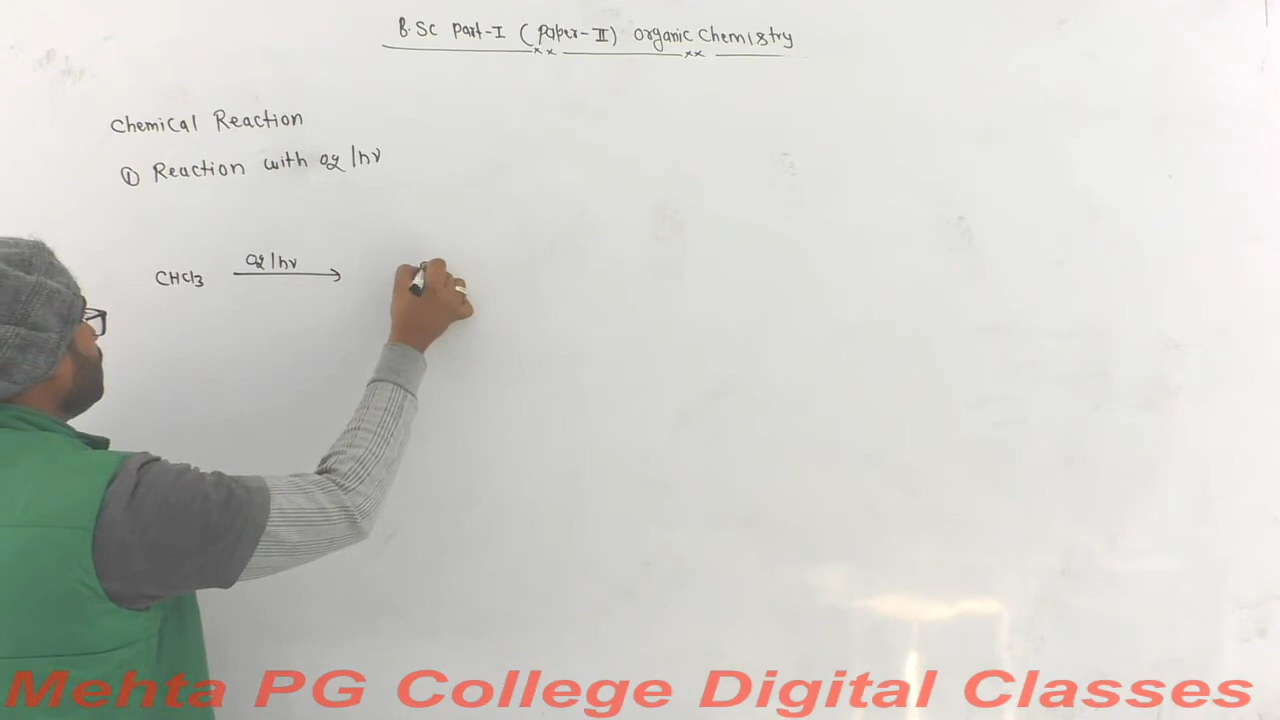 B.Sc Part-I (Paper-II) Organic Chemistry
Chemical Reaction
① Reaction with O2/hν
CHCl3 O2/hν
Mehta PG College Digital Classes